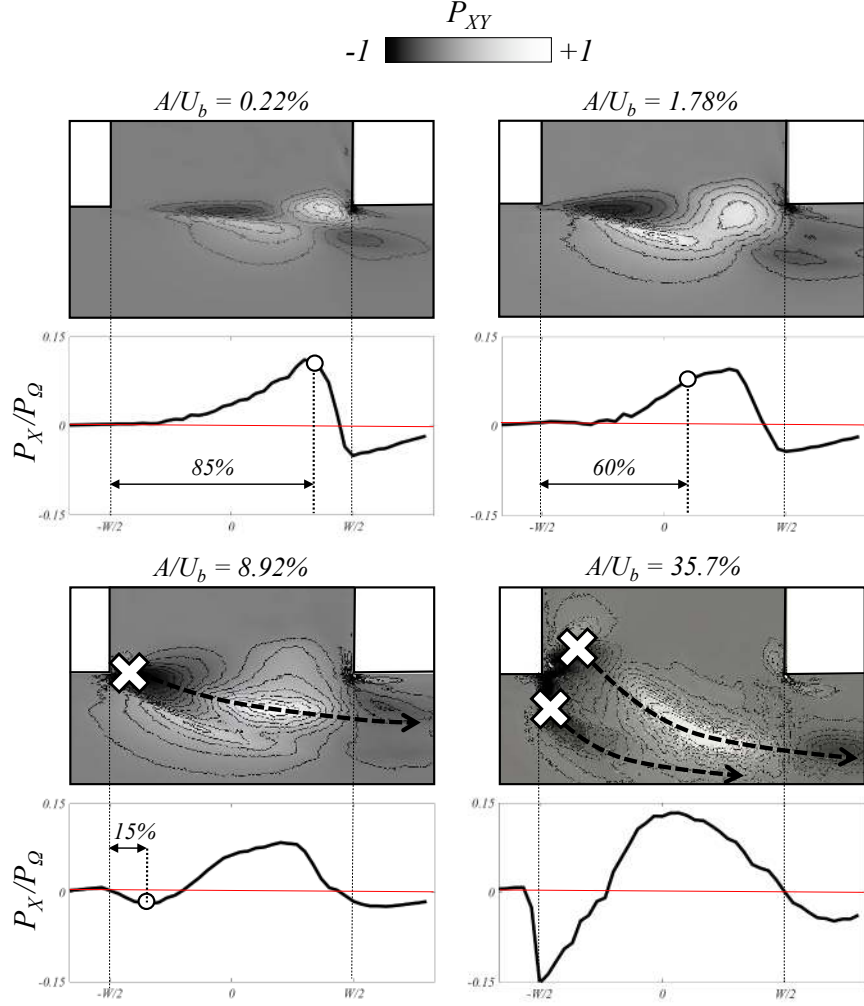 P_XY
-1 +1
A/U_b = 0.22% A/U_b = 1.78%
0.15 0.15
P_X/P_Ω 0 0
85% 60%
-0.15 -0.15
-W/2 0 W/2 -W/2 0 W/2
A/U_b = 8.92% A/U_b = 35.7%
0.15 0.15
15%
P_X/P_Ω 0 0
-0.15 -0.15
-W/2 0 W/2 -W/2 0 W/2